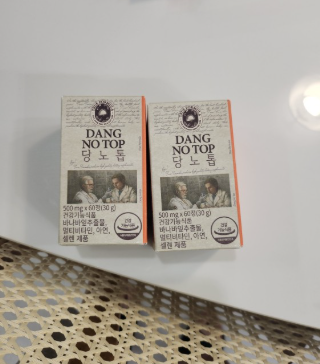 DANG
NO TOP
당 노 톱
500 mg x 60정(30 g)
건강기능식품
바나바잎추출물,
멀티비타민, 아연,
셀렌 제품
DANG
NO TOP
당 노 톱
500 mg x 60정(30 g)
건강기능식품
바나바잎추출물,
멀티비타민, 아연,
셀렌 제품